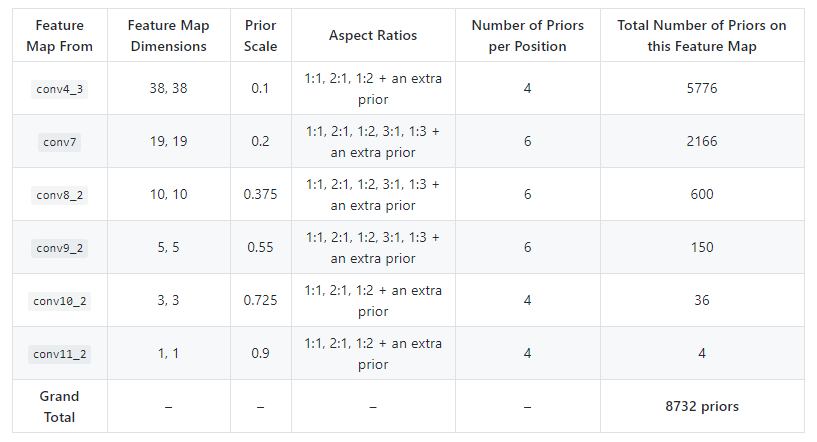 Feature Map From | Feature Map Dimensions | Prior Scale | Aspect Ratios | Number of Priors per Position | Total Number of Priors on this Feature Map
conv4_3 | 38, 38 | 0.1 | 1:1, 2:1, 1:2 + an extra prior | 4 | 5776
conv7 | 19, 19 | 0.2 | 1:1, 2:1, 1:2, 3:1, 1:3 + an extra prior | 6 | 2166
conv8_2 | 10, 10 | 0.375 | 1:1, 2:1, 1:2, 3:1, 1:3 + an extra prior | 6 | 600
conv9_2 | 5, 5 | 0.55 | 1:1, 2:1, 1:2, 3:1, 1:3 + an extra prior | 6 | 150
conv10_2 | 3, 3 | 0.725 | 1:1, 2:1, 1:2 + an extra prior | 4 | 36
conv11_2 | 1, 1 | 0.9 | 1:1, 2:1, 1:2 + an extra prior | 4 | 4
Grand Total | – | – | – | – | 8732 priors